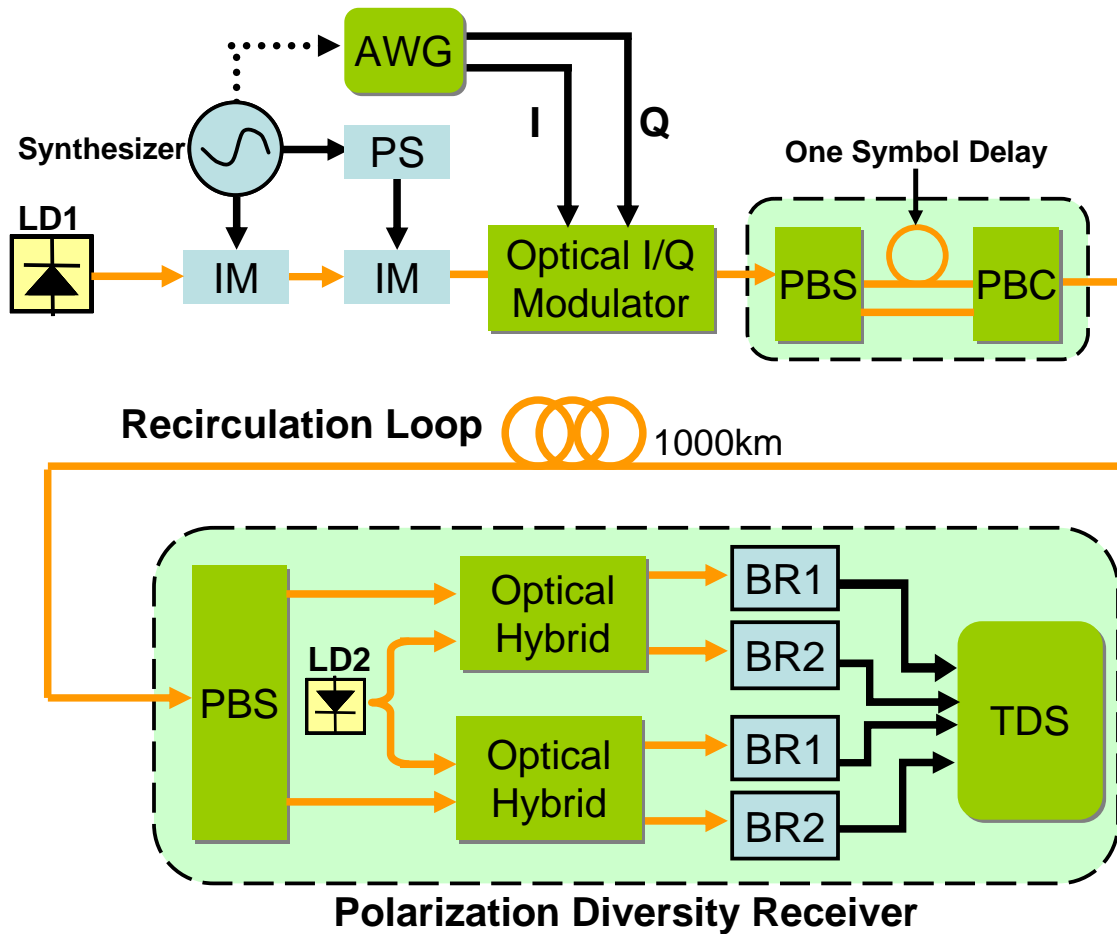 AWG
I
Q
Synthesizer
PS
One Symbol Delay
LD1
IM
IM
Optical I/Q
Modulator
PBS
PBC
Recirculation Loop
1000km
PBS
LD2
Optical
Hybrid
Optical
Hybrid
BR1
BR2
BR1
BR2
TDS
Polarization Diversity Receiver